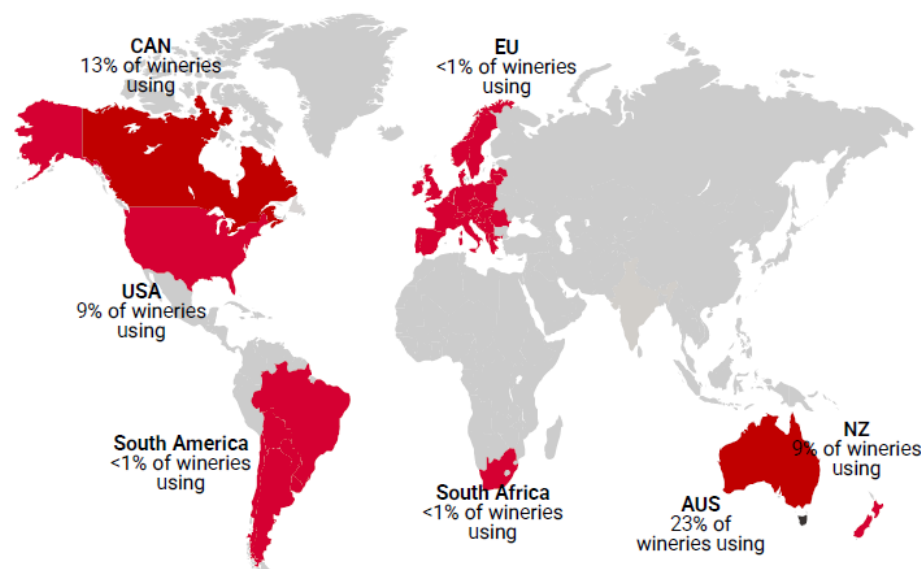 CAN
13% of wineries
using
EU
<1% of wineries
using
USA
9% of wineries
using
South America
<1% of wineries
using
South Africa
<1% of wineries
using
NZ
9% of wineries
using
AUS
23% of
wineries using